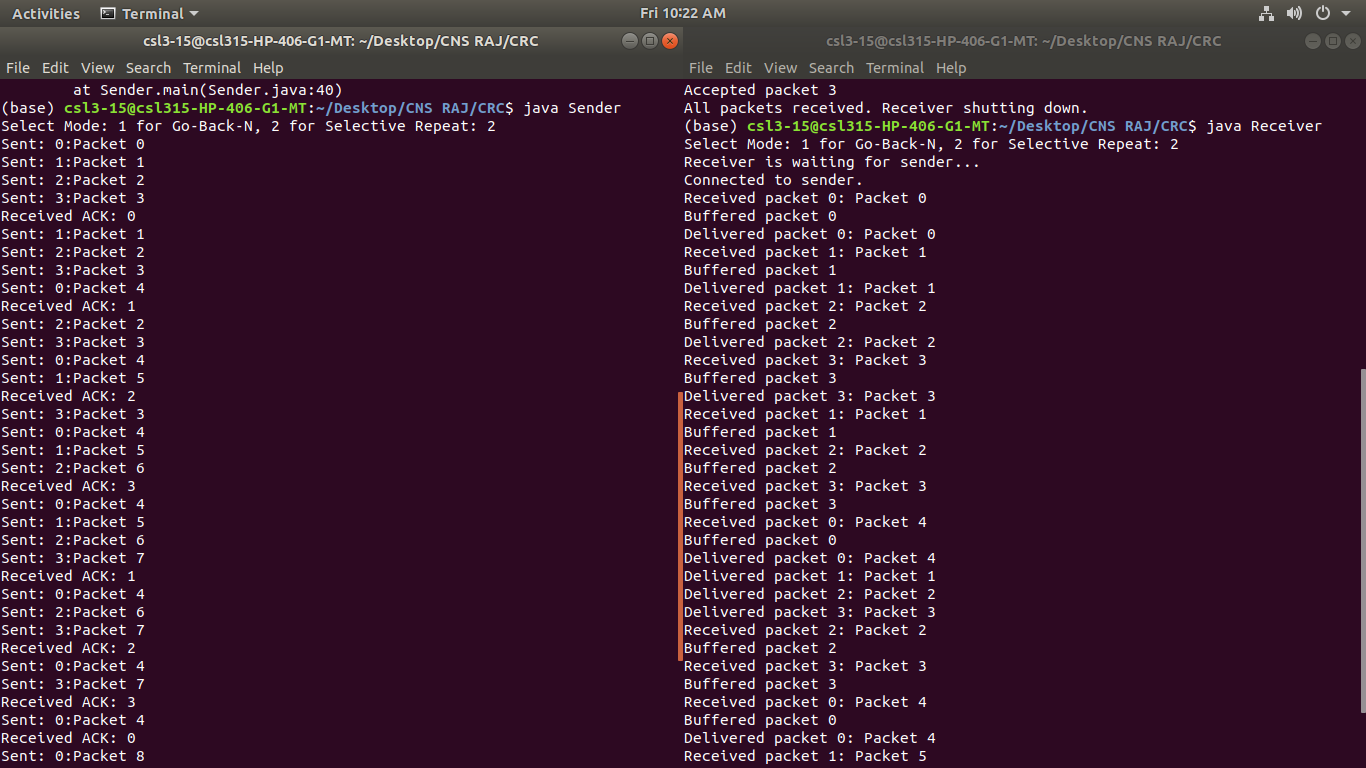 Activities Terminal Fri 10:22 AM
csl3-15@csl315-HP-406-G1-MT: ~/Desktop/CNS RAJ/CRC
File Edit View Search Terminal Help
at Sender.main(Sender.java:40)
(base) csl3-15@csl315-HP-406-G1-MT:~/Desktop/CNS RAJ/CRC$ java Sender
Select Mode: 1 for Go-Back-N, 2 for Selective Repeat: 2
Sent: 0:Packet 0
Sent: 1:Packet 1
Sent: 2:Packet 2
Sent: 3:Packet 3
Received ACK: 0
Sent: 1:Packet 1
Sent: 2:Packet 2
Sent: 3:Packet 3
Sent: 0:Packet 4
Received ACK: 1
Sent: 2:Packet 2
Sent: 3:Packet 3
Sent: 0:Packet 4
Sent: 1:Packet 5
Received ACK: 2
Sent: 3:Packet 3
Sent: 0:Packet 4
Sent: 1:Packet 5
Sent: 2:Packet 6
Received ACK: 3
Sent: 0:Packet 4
Sent: 1:Packet 5
Sent: 2:Packet 6
Sent: 3:Packet 7
Received ACK: 1
Sent: 0:Packet 4
Sent: 2:Packet 6
Sent: 3:Packet 7
Received ACK: 2
Sent: 0:Packet 4
Sent: 3:Packet 7
Received ACK: 3
Sent: 0:Packet 4
Received ACK: 0
Sent: 0:Packet 8
csl3-15@csl315-HP-406-G1-MT: ~/Desktop/CNS RAJ/CRC
File Edit View Search Terminal Help
Accepted packet 3
All packets received. Receiver shutting down.
(base) csl3-15@csl315-HP-406-G1-MT:~/Desktop/CNS RAJ/CRC$ java Receiver
Select Mode: 1 for Go-Back-N, 2 for Selective Repeat: 2
Receiver is waiting for sender...
Connected to sender.
Received packet 0: Packet 0
Buffered packet 0
Delivered packet 0: Packet 0
Received packet 1: Packet 1
Buffered packet 1
Delivered packet 1: Packet 1
Received packet 2: Packet 2
Buffered packet 2
Delivered packet 2: Packet 2
Received packet 3: Packet 3
Buffered packet 3
Delivered packet 3: Packet 3
Received packet 1: Packet 1
Buffered packet 1
Received packet 2: Packet 2
Buffered packet 2
Received packet 3: Packet 3
Buffered packet 3
Received packet 0: Packet 4
Buffered packet 0
Delivered packet 0: Packet 4
Delivered packet 1: Packet 1
Delivered packet 2: Packet 2
Delivered packet 3: Packet 3
Received packet 2: Packet 2
Buffered packet 2
Received packet 3: Packet 3
Buffered packet 3
Received packet 0: Packet 4
Buffered packet 0
Delivered packet 0: Packet 4
Received packet 1: Packet 5